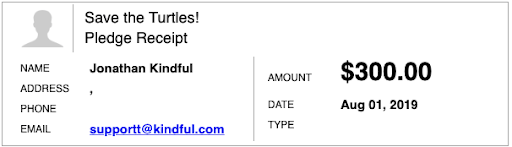 Save the Turtles!
Pledge Receipt
NAME Jonathan Kindful
ADDRESS ,
PHONE
EMAIL supportt@kindful.com
AMOUNT $300.00
DATE Aug 01, 2019
TYPE